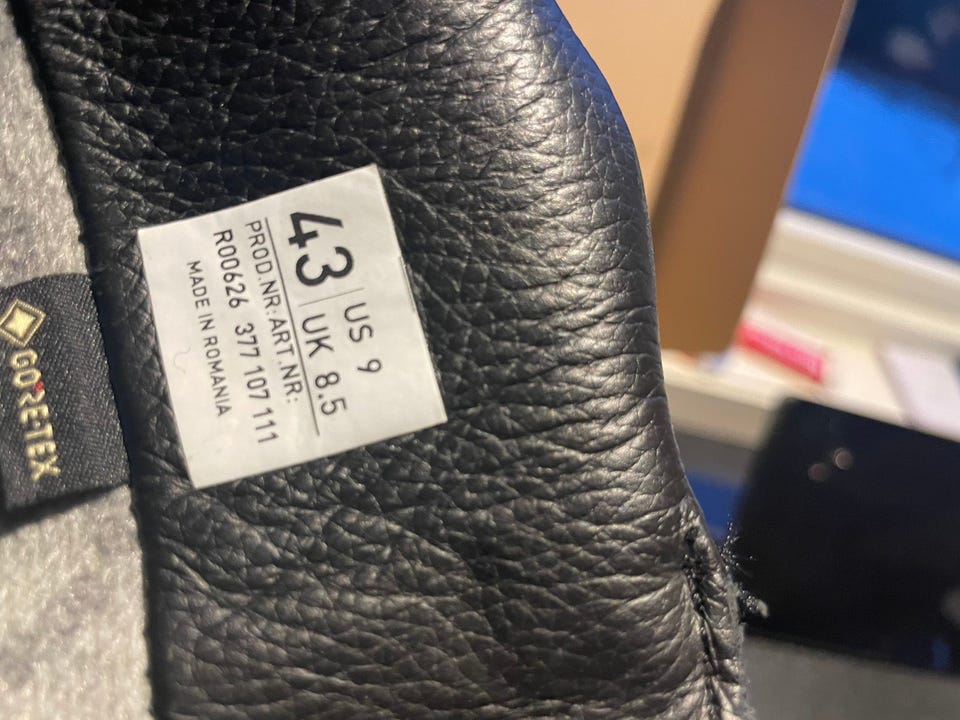 43 US 9
UK 8.5
PROD.NR:ART.NR:
R00626 377 107 111
MADE IN ROMANIA
GORE-TEX